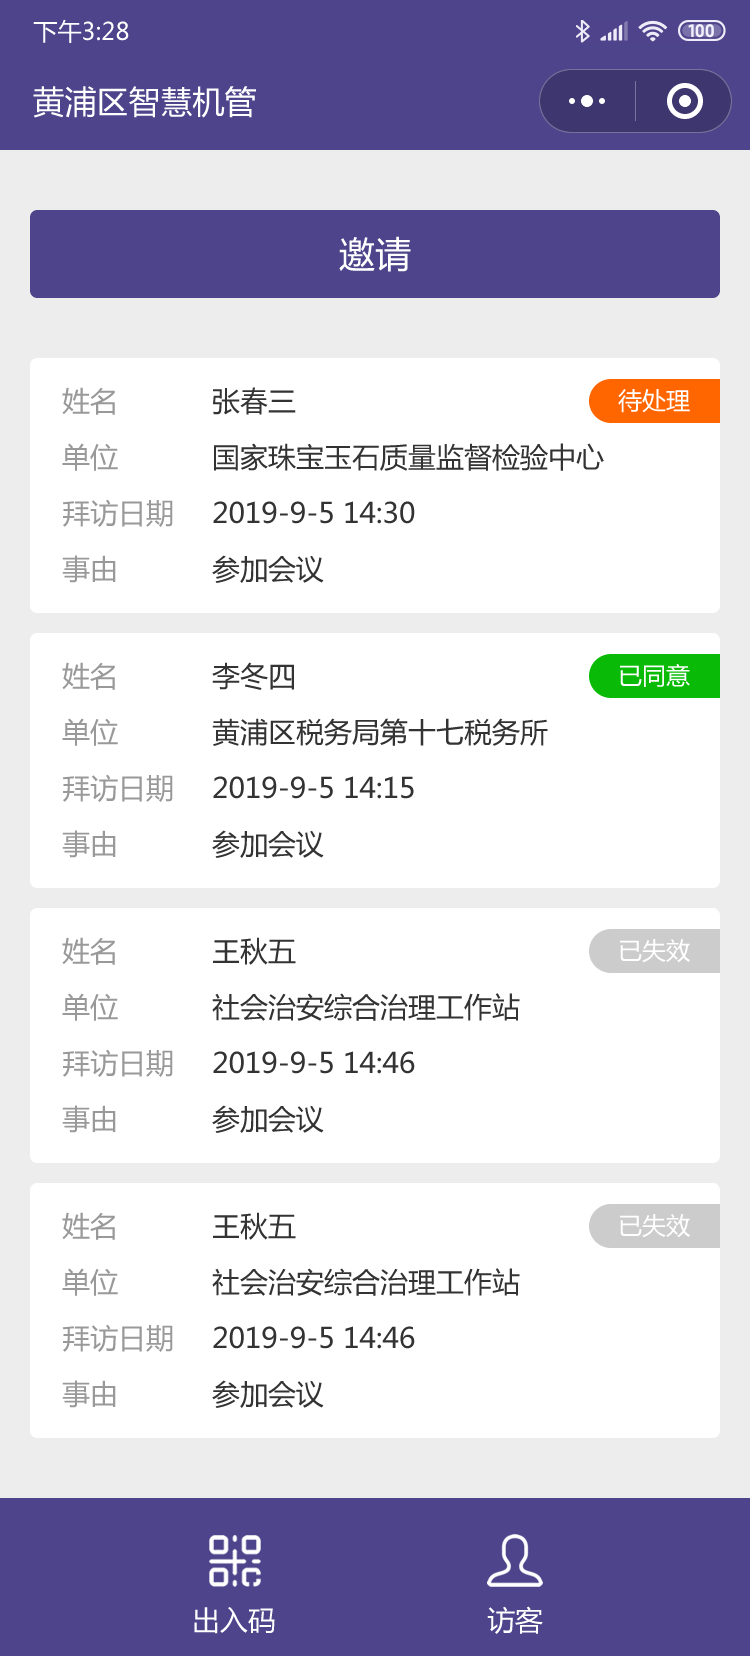 下午3:28 100
黄浦区智慧机管
邀请
姓名 张春三 待处理
单位 国家珠宝玉石质量监督检验中心
拜访日期 2019-9-5 14:30
事由 参加会议
姓名 李冬四 已同意
单位 黄浦区税务局第十七税务所
拜访日期 2019-9-5 14:15
事由 参加会议
姓名 王秋五 已失效
单位 社会治安综合治理工作站
拜访日期 2019-9-5 14:46
事由 参加会议
姓名 王秋五 已失效
单位 社会治安综合治理工作站
拜访日期 2019-9-5 14:46
事由 参加会议
出入码 访客